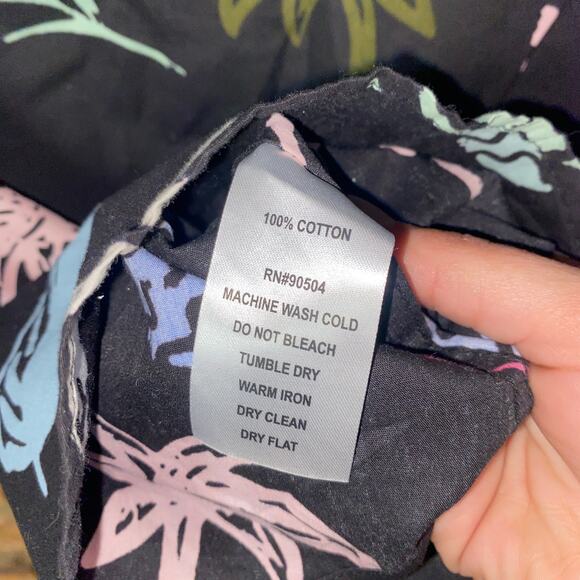 100% COTTON
RN#90504
MACHINE WASH COLD
DO NOT BLEACH
TUMBLE DRY
WARM IRON
DRY CLEAN
DRY FLAT